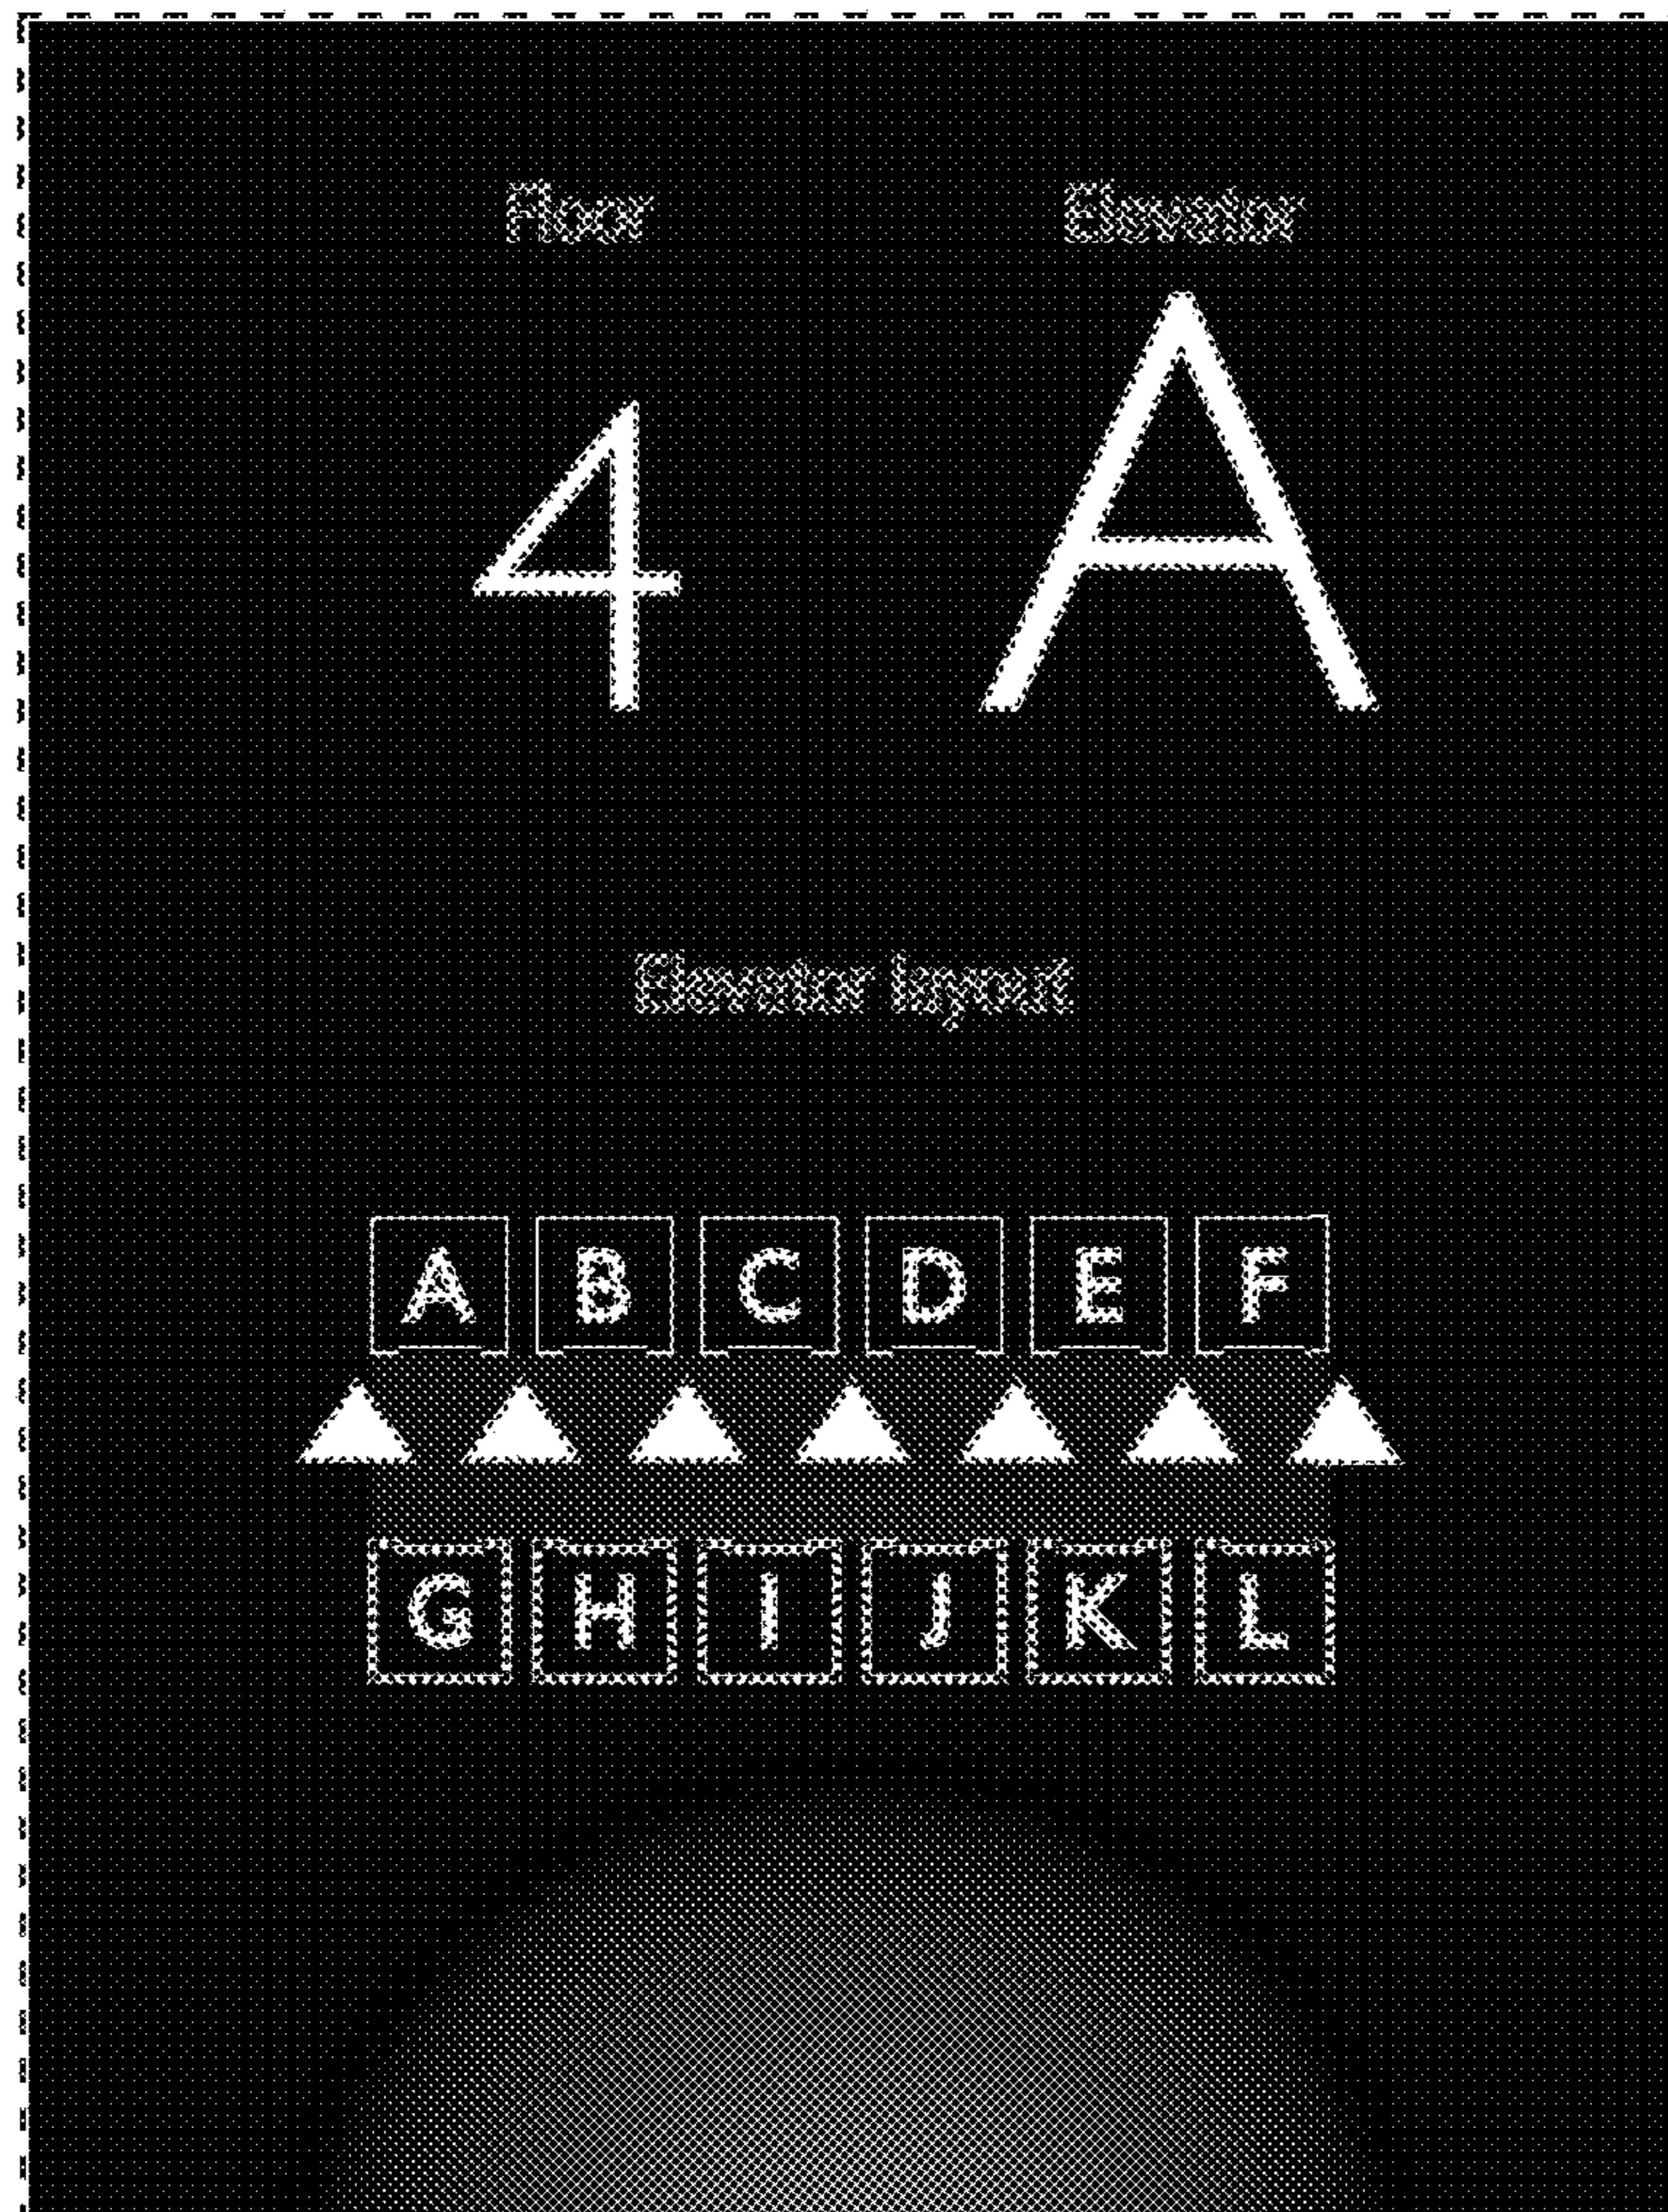 Floor Elevator
4 A
Elevator layout
A B C D E F
G H I J K L